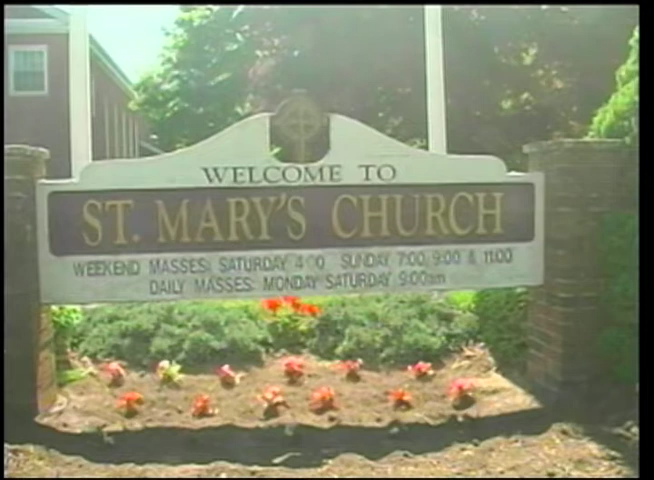 WELCOME TO
ST. MARY'S CHURCH
WEEKEND MASSES: SATURDAY 4:00 SUNDAY 7:00, 9:00 & 11:00
DAILY MASSES: MONDAY SATURDAY 9:00am